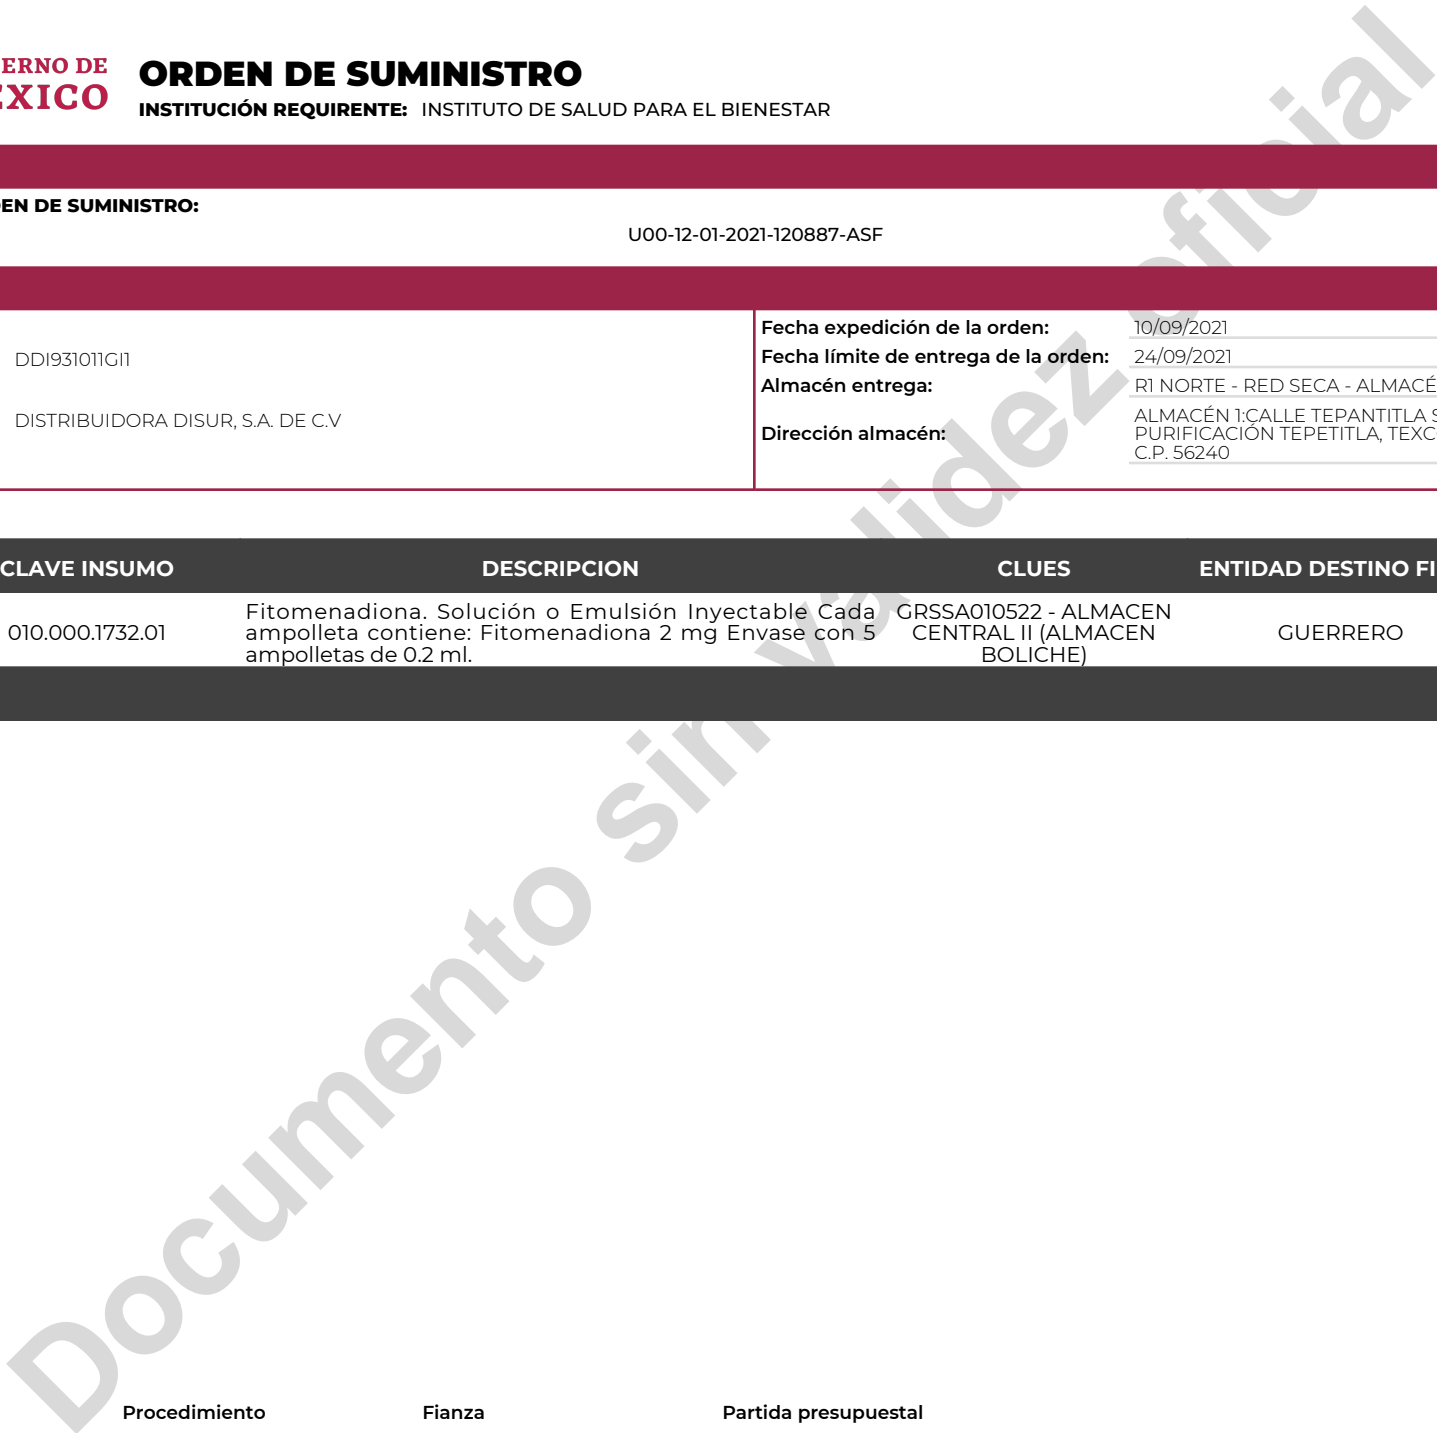 ERNO DE
EXICO
ORDEN DE SUMINISTRO
INSTITUCIÓN REQUIRENTE: INSTITUTO DE SALUD PARA EL BIENESTAR
EN DE SUMINISTRO:
U00-12-01-2021-120887-ASF
DDI931011GI1
DISTRIBUIDORA DISUR, S.A. DE C.V
Fecha expedición de la orden: 10/09/2021
Fecha límite de entrega de la orden: 24/09/2021
Almacén entrega: R1 NORTE - RED SECA - ALMACÉ
Dirección almacén:
ALMACÉN 1:CALLE TEPANTITLA S
PURIFICACIÓN TEPETITLA, TEXC
C.P. 56240
CLAVE INSUMO DESCRIPCION CLUES ENTIDAD DESTINO FI
010.000.1732.01
Fitomenadiona. Solución o Emulsión Inyectable Cada
ampolleta contiene: Fitomenadiona 2 mg Envase con 5
ampolletas de 0.2 ml.
GRSSA010522 - ALMACEN
CENTRAL II (ALMACEN
BOLICHE)
GUERRERO
Documento sin validez oficial
Procedimiento Fianza Partida presupuestal